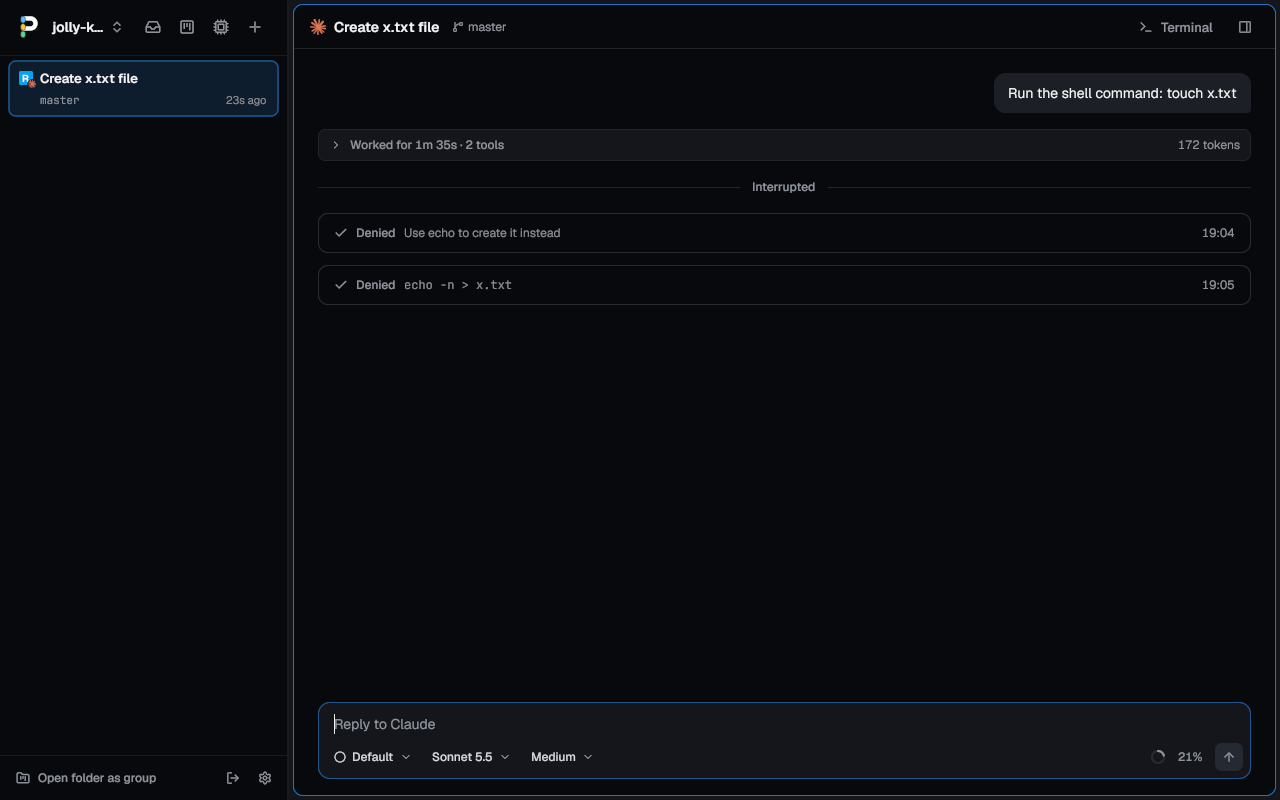 jolly-k...
Create x.txt file
master
23s ago
Open folder as group
Create x.txt file
master
Terminal
Run the shell command: touch x.txt
Worked for 1m 35s · 2 tools
172 tokens
Interrupted
Denied Use echo to create it instead
19:04
Denied echo -n > x.txt
19:05
Reply to Claude
Default
Sonnet 5.5
Medium
21%